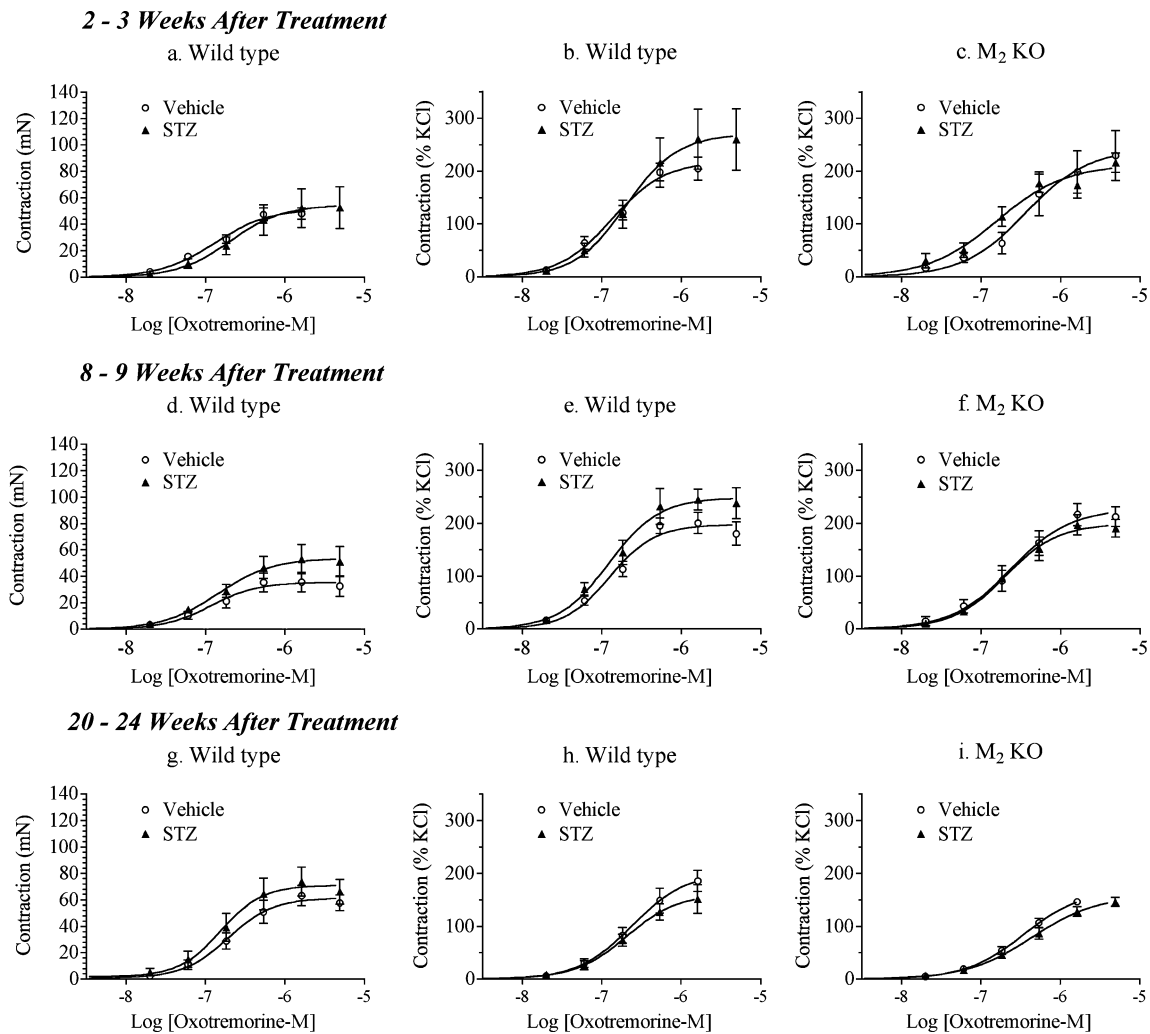 2 - 3 Weeks After Treatment
a. Wild type
b. Wild type
c. M₂ KO
Contraction (mN)
140
120
100
80
60
40
20
0
Vehicle
STZ
-8
-7
-6
-5
Log [Oxotremorine-M]
Contraction (% KCl)
300
200
100
0
Vehicle
STZ
-8
-7
-6
-5
Log [Oxotremorine-M]
Contraction (% KCl)
300
200
100
0
Vehicle
STZ
-8
-7
-6
-5
Log [Oxotremorine-M]
8 - 9 Weeks After Treatment
d. Wild type
e. Wild type
f. M₂ KO
Contraction (mN)
140
120
100
80
60
40
20
0
Vehicle
STZ
-8
-7
-6
-5
Log [Oxotremorine-M]
Contraction (% KCl)
300
200
100
0
Vehicle
STZ
-8
-7
-6
-5
Log [Oxotremorine-M]
Contraction (% KCl)
300
200
100
0
Vehicle
STZ
-8
-7
-6
-5
Log [Oxotremorine-M]
20 - 24 Weeks After Treatment
g. Wild type
h. Wild type
i. M₂ KO
Contraction (mN)
140
120
100
80
60
40
20
0
Vehicle
STZ
-8
-7
-6
-5
Log [Oxotremorine-M]
Contraction (% KCl)
300
200
100
0
Vehicle
STZ
-8
-7
-6
-5
Log [Oxotremorine-M]
Contraction (% KCl)
300
200
100
0
Vehicle
STZ
-8
-7
-6
-5
Log [Oxotremorine-M]